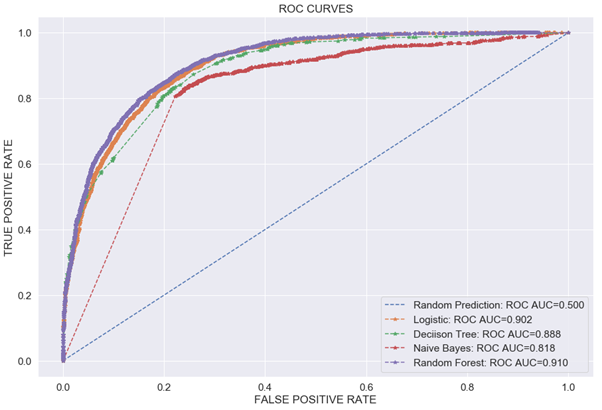 ROC CURVES
1.0
0.8
0.6
0.4
0.2
0.0
TRUE POSITIVE RATE
0.0 0.2 0.4 0.6 0.8 1.0
FALSE POSITIVE RATE
Random Prediction: ROC AUC=0.500
Logistic: ROC AUC=0.902
Deciison Tree: ROC AUC=0.888
Naive Bayes: ROC AUC=0.818
Random Forest: ROC AUC=0.910